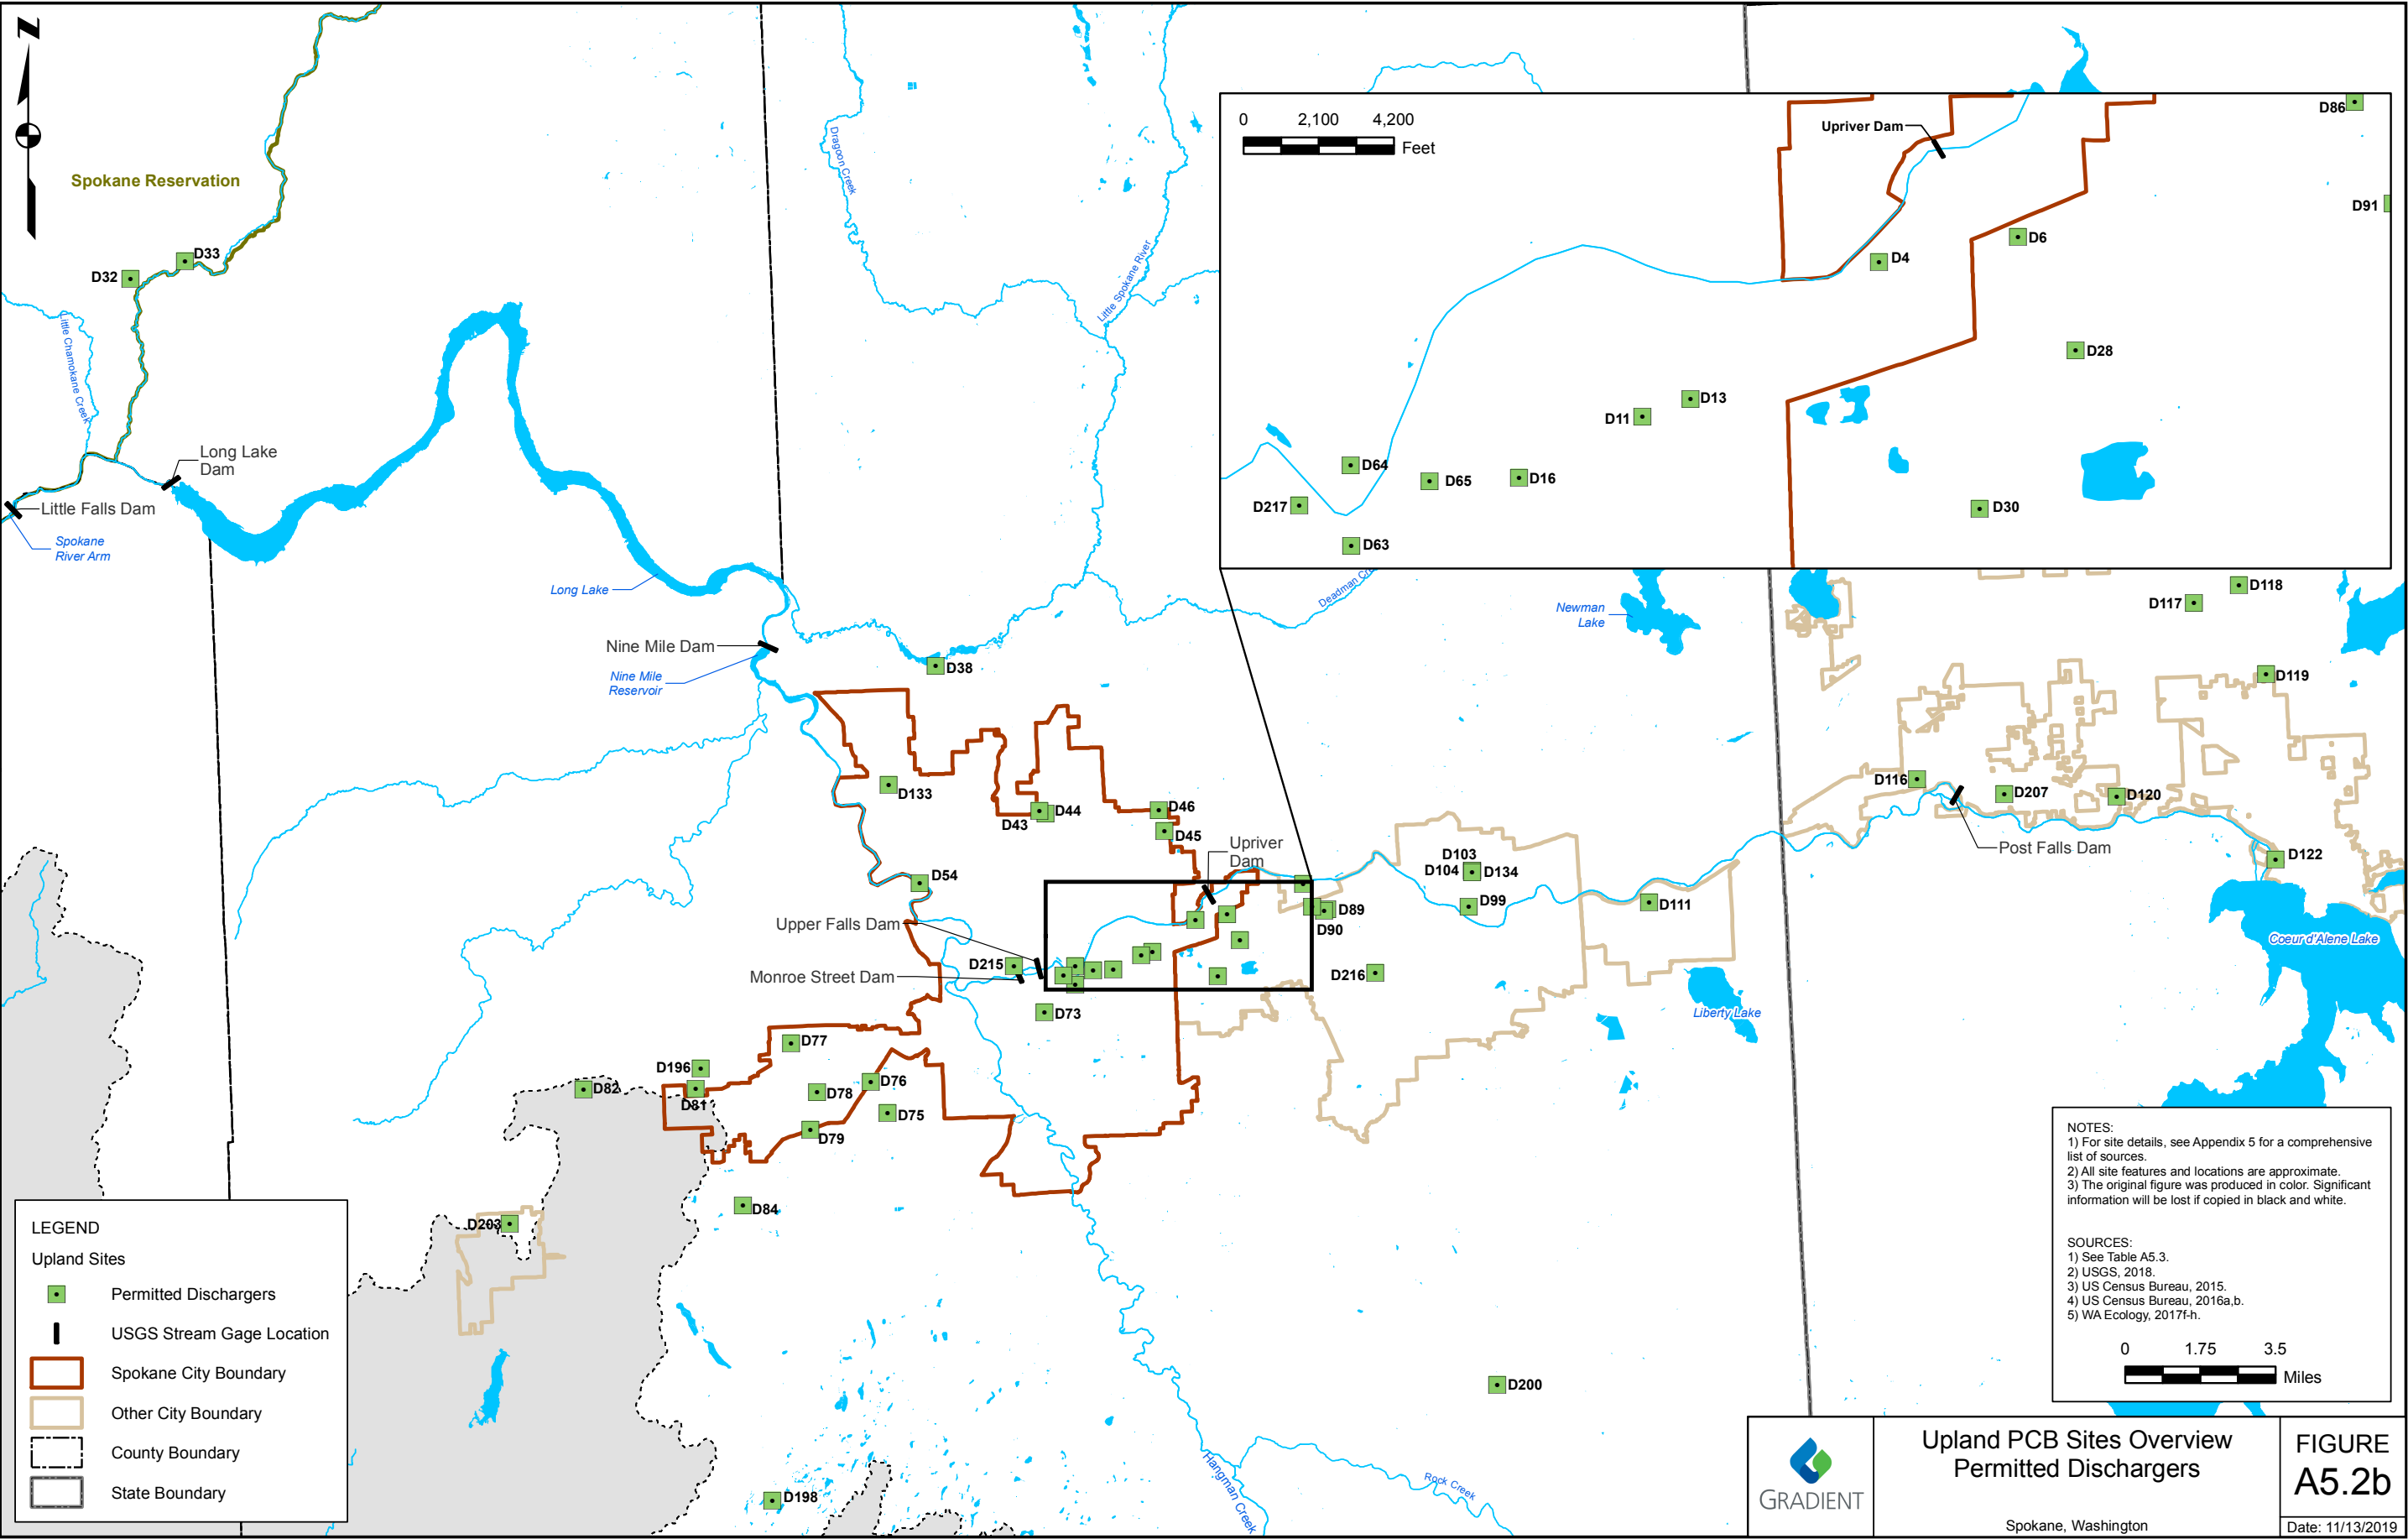 N
Spokane Reservation
D33
D32
Little Chamokane Creek
Long Lake
Dam
Little Falls Dam
Spokane
River Arm
Long Lake
Nine Mile Dam
Nine Mile
Reservoir
Dragoon Creek
Little Spokane River
D38
D133
D43
D44
D46
D45
D54
Upriver
Dam
Upper Falls Dam
Monroe Street Dam
D215
D73
D77
D196
D82
D81
D78
D76
D75
D79
D84
D203
D198
Hangman Creek
Rock Creek
D200
D216
D89
D90
D103
D104
D134
D99
D111
Liberty Lake
Newman
Lake
D117
D118
D119
D116
D207
D120
Post Falls Dam
D122
Coeur d'Alene Lake
0 2,100 4,200
Feet
Upriver Dam
D86
D91
D6
D4
D28
D13
D11
D64
D65
D16
D217
D63
D30
LEGEND
Upland Sites
Permitted Dischargers
USGS Stream Gage Location
Spokane City Boundary
Other City Boundary
County Boundary
State Boundary
NOTES:
1) For site details, see Appendix 5 for a comprehensive
list of sources.
2) All site features and locations are approximate.
3) The original figure was produced in color. Significant
information will be lost if copied in black and white.
SOURCES:
1) See Table A5.3.
2) USGS, 2018.
3) US Census Bureau, 2015.
4) US Census Bureau, 2016a,b.
5) WA Ecology, 2017f-h.
0 1.75 3.5
Miles
GRADIENT
Upland PCB Sites Overview
Permitted Dischargers
Spokane, Washington
FIGURE
A5.2b
Date: 11/13/2019